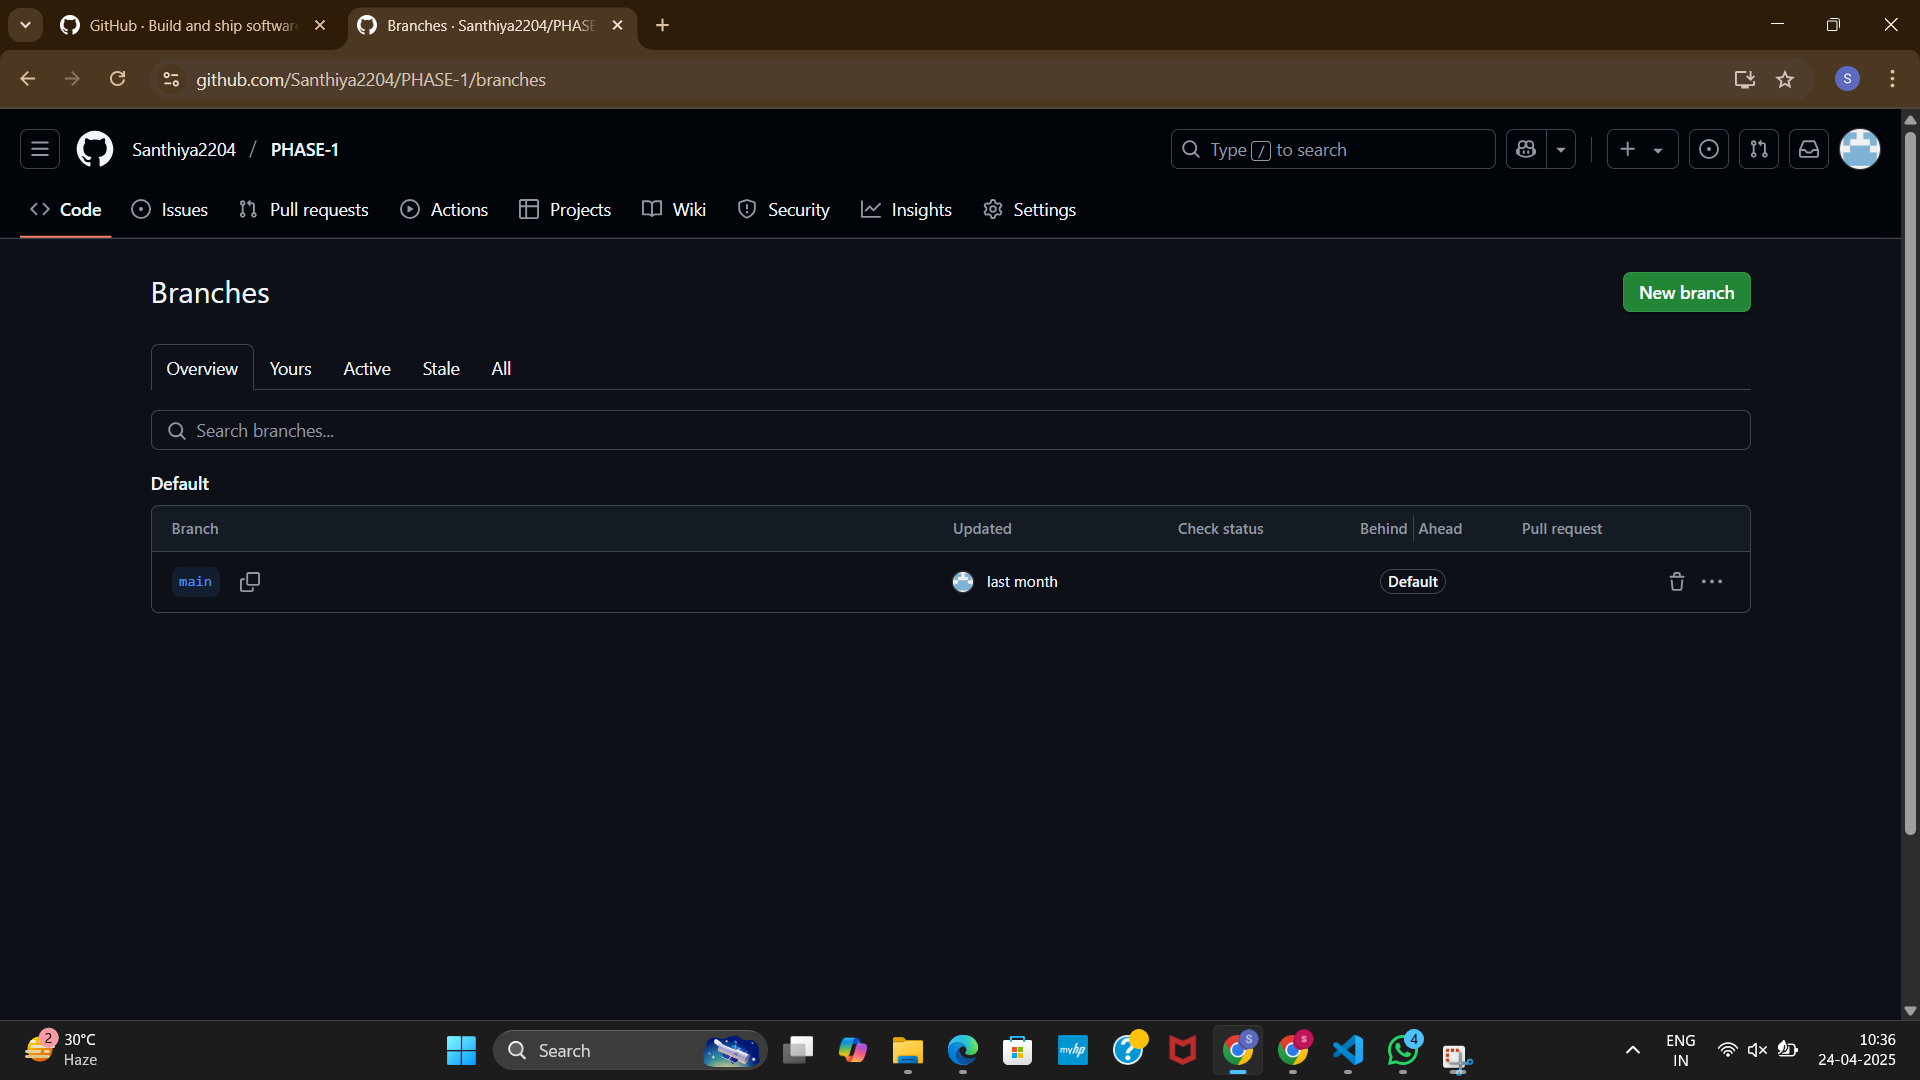 GitHub · Build and ship softwar
Branches · Santhiya2204/PHASE
github.com/Santhiya2204/PHASE-1/branches
S
Santhiya2204 / PHASE-1
Type / to search
Code
Issues
Pull requests
Actions
Projects
Wiki
Security
Insights
Settings
Branches
New branch
Overview
Yours
Active
Stale
All
Search branches...
Default
Branch
Updated
Check status
Behind
Ahead
Pull request
main
last month
Default
2
30°C
Haze
Search
myhp
S
s
4
ENG
IN
10:36
24-04-2025